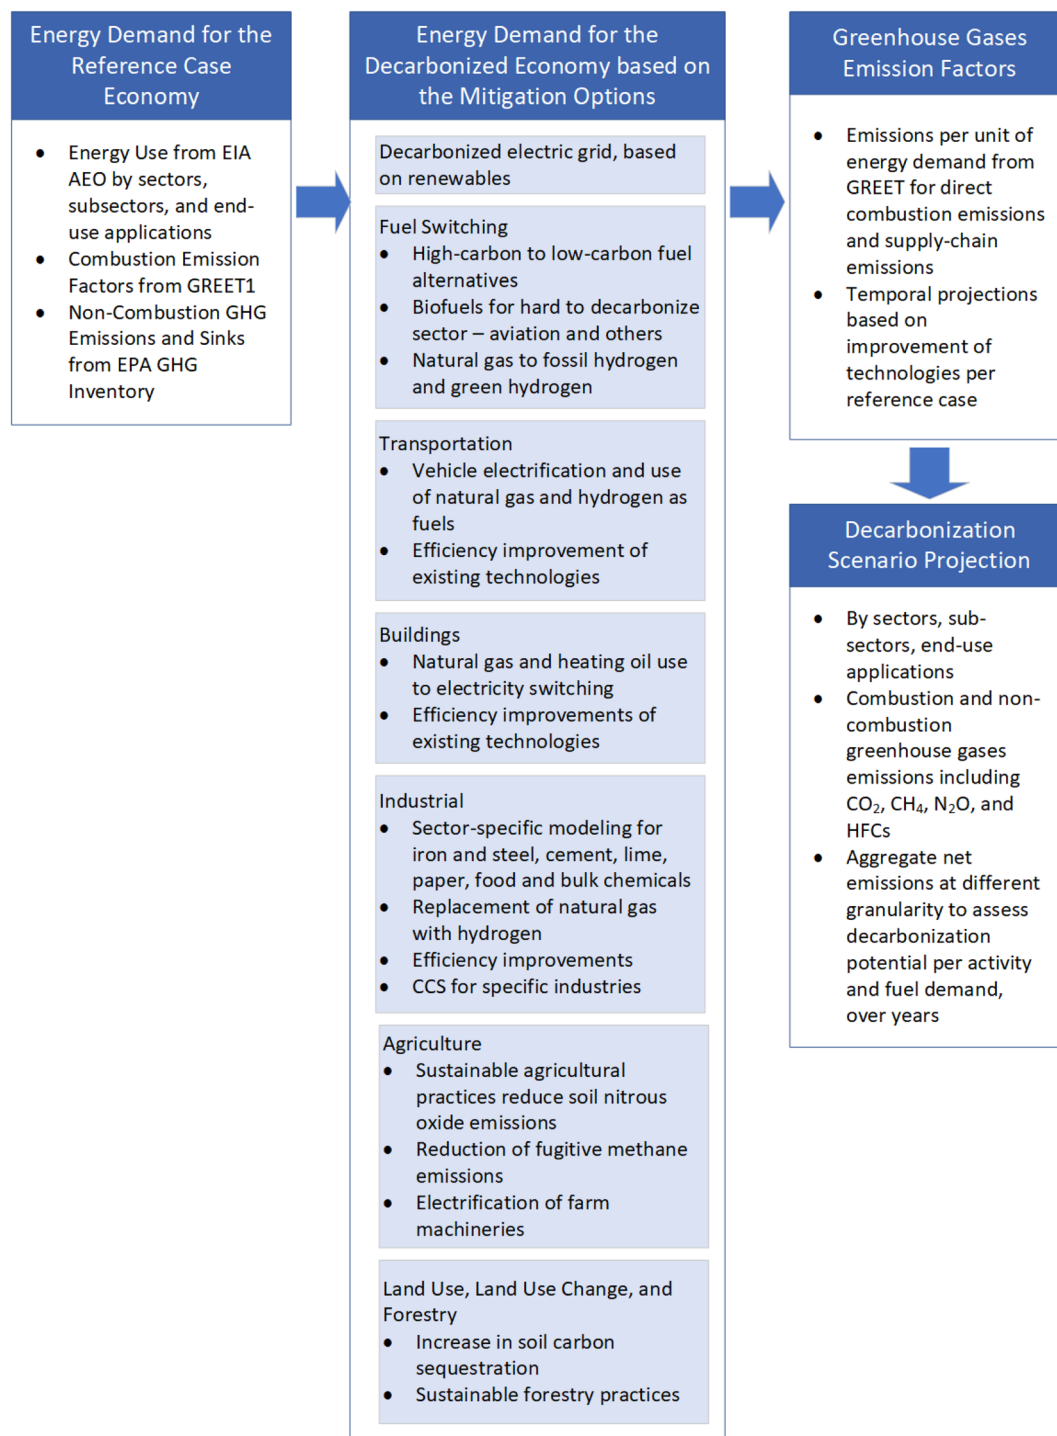 Energy Demand for the
Reference Case
Economy
● Energy Use from EIA
AEO by sectors,
subsectors, and end-
use applications
● Combustion Emission
Factors from GREET1
● Non-Combustion GHG
Emissions and Sinks
from EPA GHG
Inventory
Energy Demand for the
Decarbonized Economy based on
the Mitigation Options
Decarbonized electric grid, based
on renewables
Fuel Switching
● High-carbon to low-carbon fuel
alternatives
● Biofuels for hard to decarbonize
sector – aviation and others
● Natural gas to fossil hydrogen
and green hydrogen
Transportation
● Vehicle electrification and use
of natural gas and hydrogen as
fuels
● Efficiency improvement of
existing technologies
Buildings
● Natural gas and heating oil use
to electricity switching
● Efficiency improvements of
existing technologies
Industrial
● Sector-specific modeling for
iron and steel, cement, lime,
paper, food and bulk chemicals
● Replacement of natural gas
with hydrogen
● Efficiency improvements
● CCS for specific industries
Agriculture
● Sustainable agricultural
practices reduce soil nitrous
oxide emissions
● Reduction of fugitive methane
emissions
● Electrification of farm
machineries
Land Use, Land Use Change, and
Forestry
● Increase in soil carbon
sequestration
● Sustainable forestry practices
Greenhouse Gases
Emission Factors
● Emissions per unit of
energy demand from
GREET for direct
combustion emissions
and supply-chain
emissions
● Temporal projections
based on
improvement of
technologies per
reference case
Decarbonization
Scenario Projection
● By sectors, sub-
sectors, end-use
applications
● Combustion and non-
combustion
greenhouse gases
emissions including
CO₂, CH₄, N₂O, and
HFCs
● Aggregate net
emissions at different
granularity to assess
decarbonization
potential per activity
and fuel demand,
over years